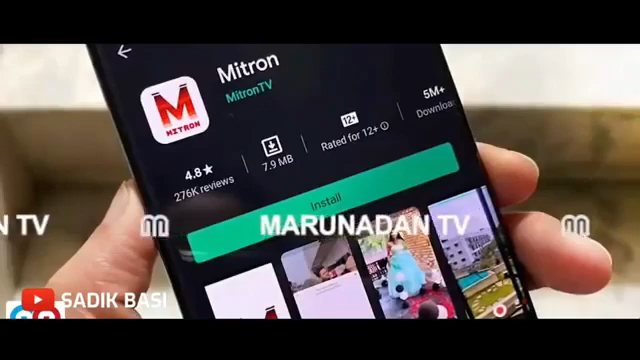 Mitron
MitronTV
M
MITRON
4.8★
276K reviews
7.9 MB
12+
Rated for 12+
5M+
Downloa
Install
N TV
MARUNADAN TV
SADIK BASI